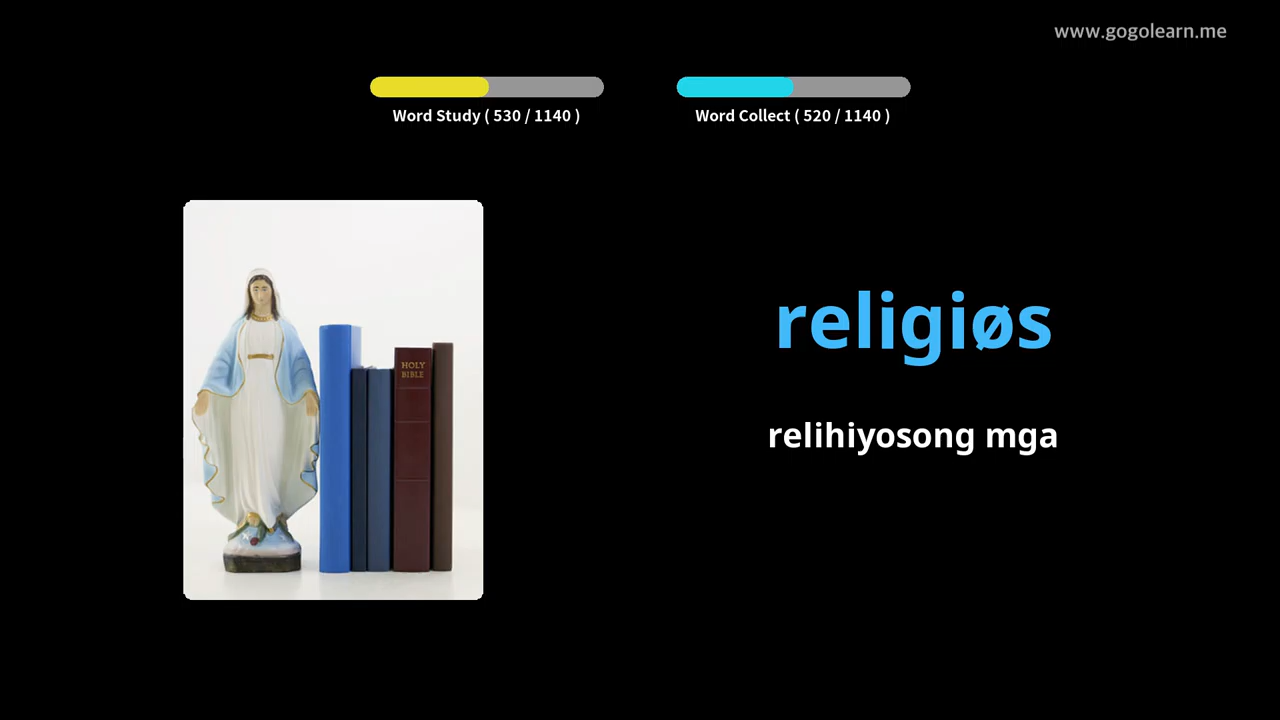 www.gogolearn.me
Word Study ( 530 / 1140 )
Word Collect ( 520 / 1140 )
HOLY
BIBLE
religiøs
relihiyosong mga